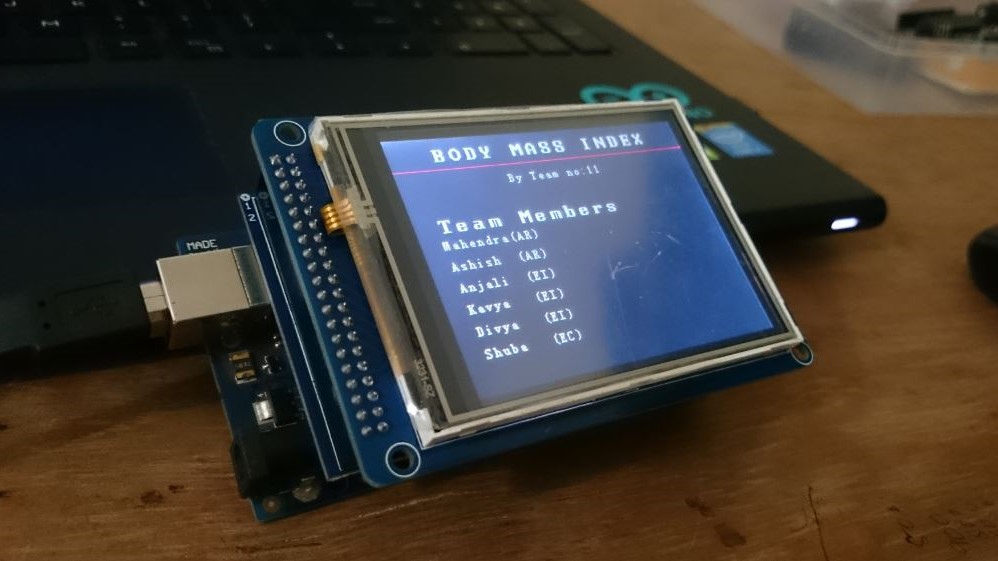 BODY MASS INDEX
By Team no:11
Team Members
Mahendra(AR)
Ashish (AR)
Anjali (EI)
Kavya (EI)
Divya (EI)
Shuba (EC)
MADE